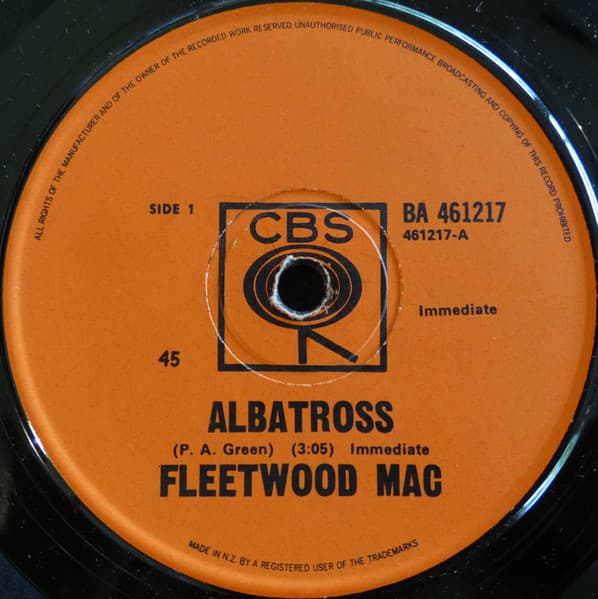 ALL RIGHTS OF THE MANUFACTURER AND OF THE OWNER OF THE RECORDED WORK RESERVED UNAUTHORISED PUBLIC PERFORMANCE BROADCASTING AND COPYING OF THIS RECORD PROHIBITED
SIDE 1
CBS
BA 461217
461217-A
Immediate
45
ALBATROSS
(P. A. Green) (3:05) Immediate
FLEETWOOD MAC
MADE IN N.Z. BY A REGISTERED USER OF THE TRADEMARKS